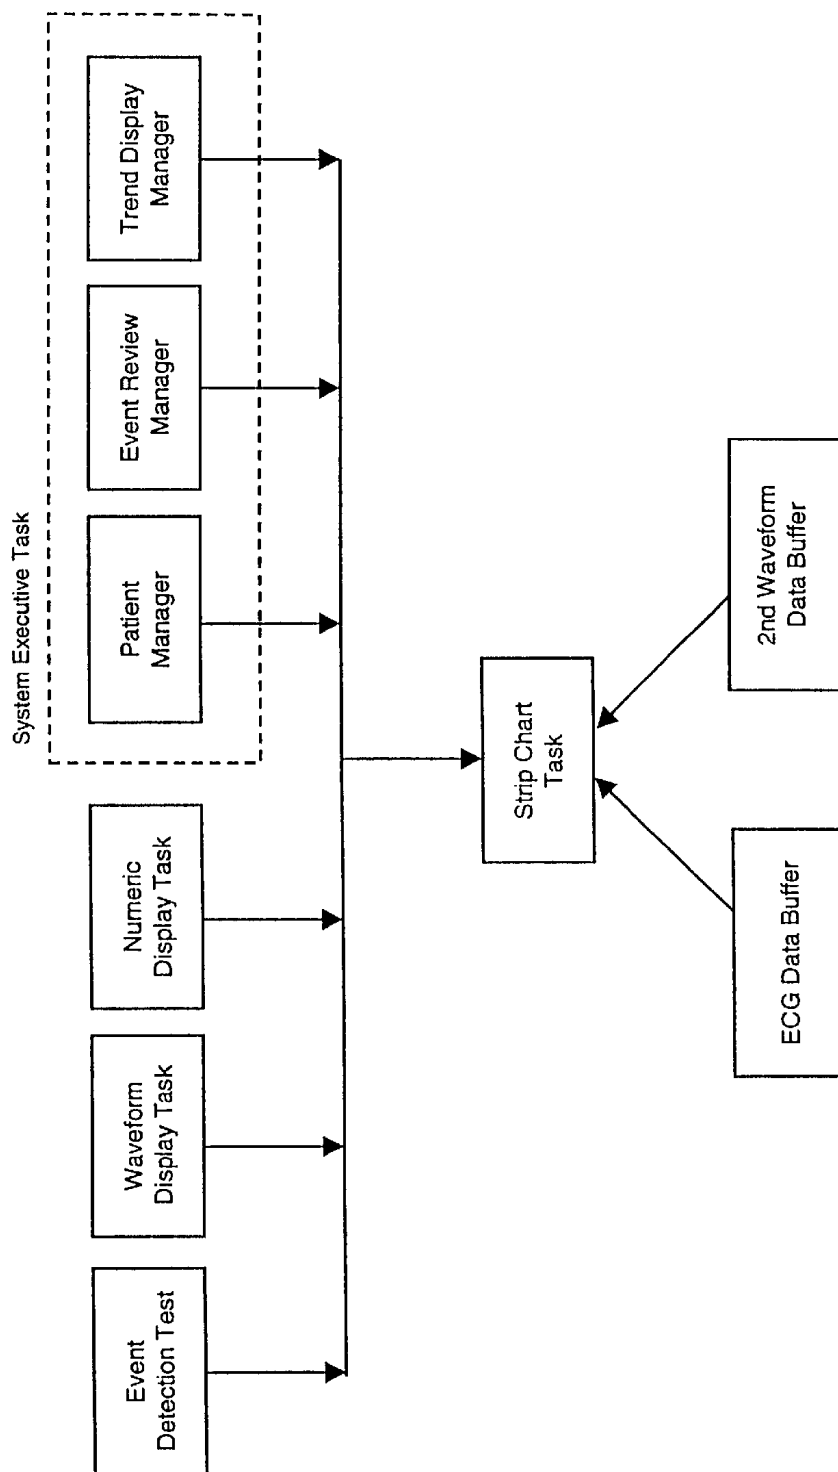 System Executive Task
Event
Detection Test
Waveform
Display Task
Numeric
Display Task
Patient
Manager
Event Review
Manager
Trend Display
Manager
Strip Chart
Task
ECG Data Buffer
2nd Waveform
Data Buffer